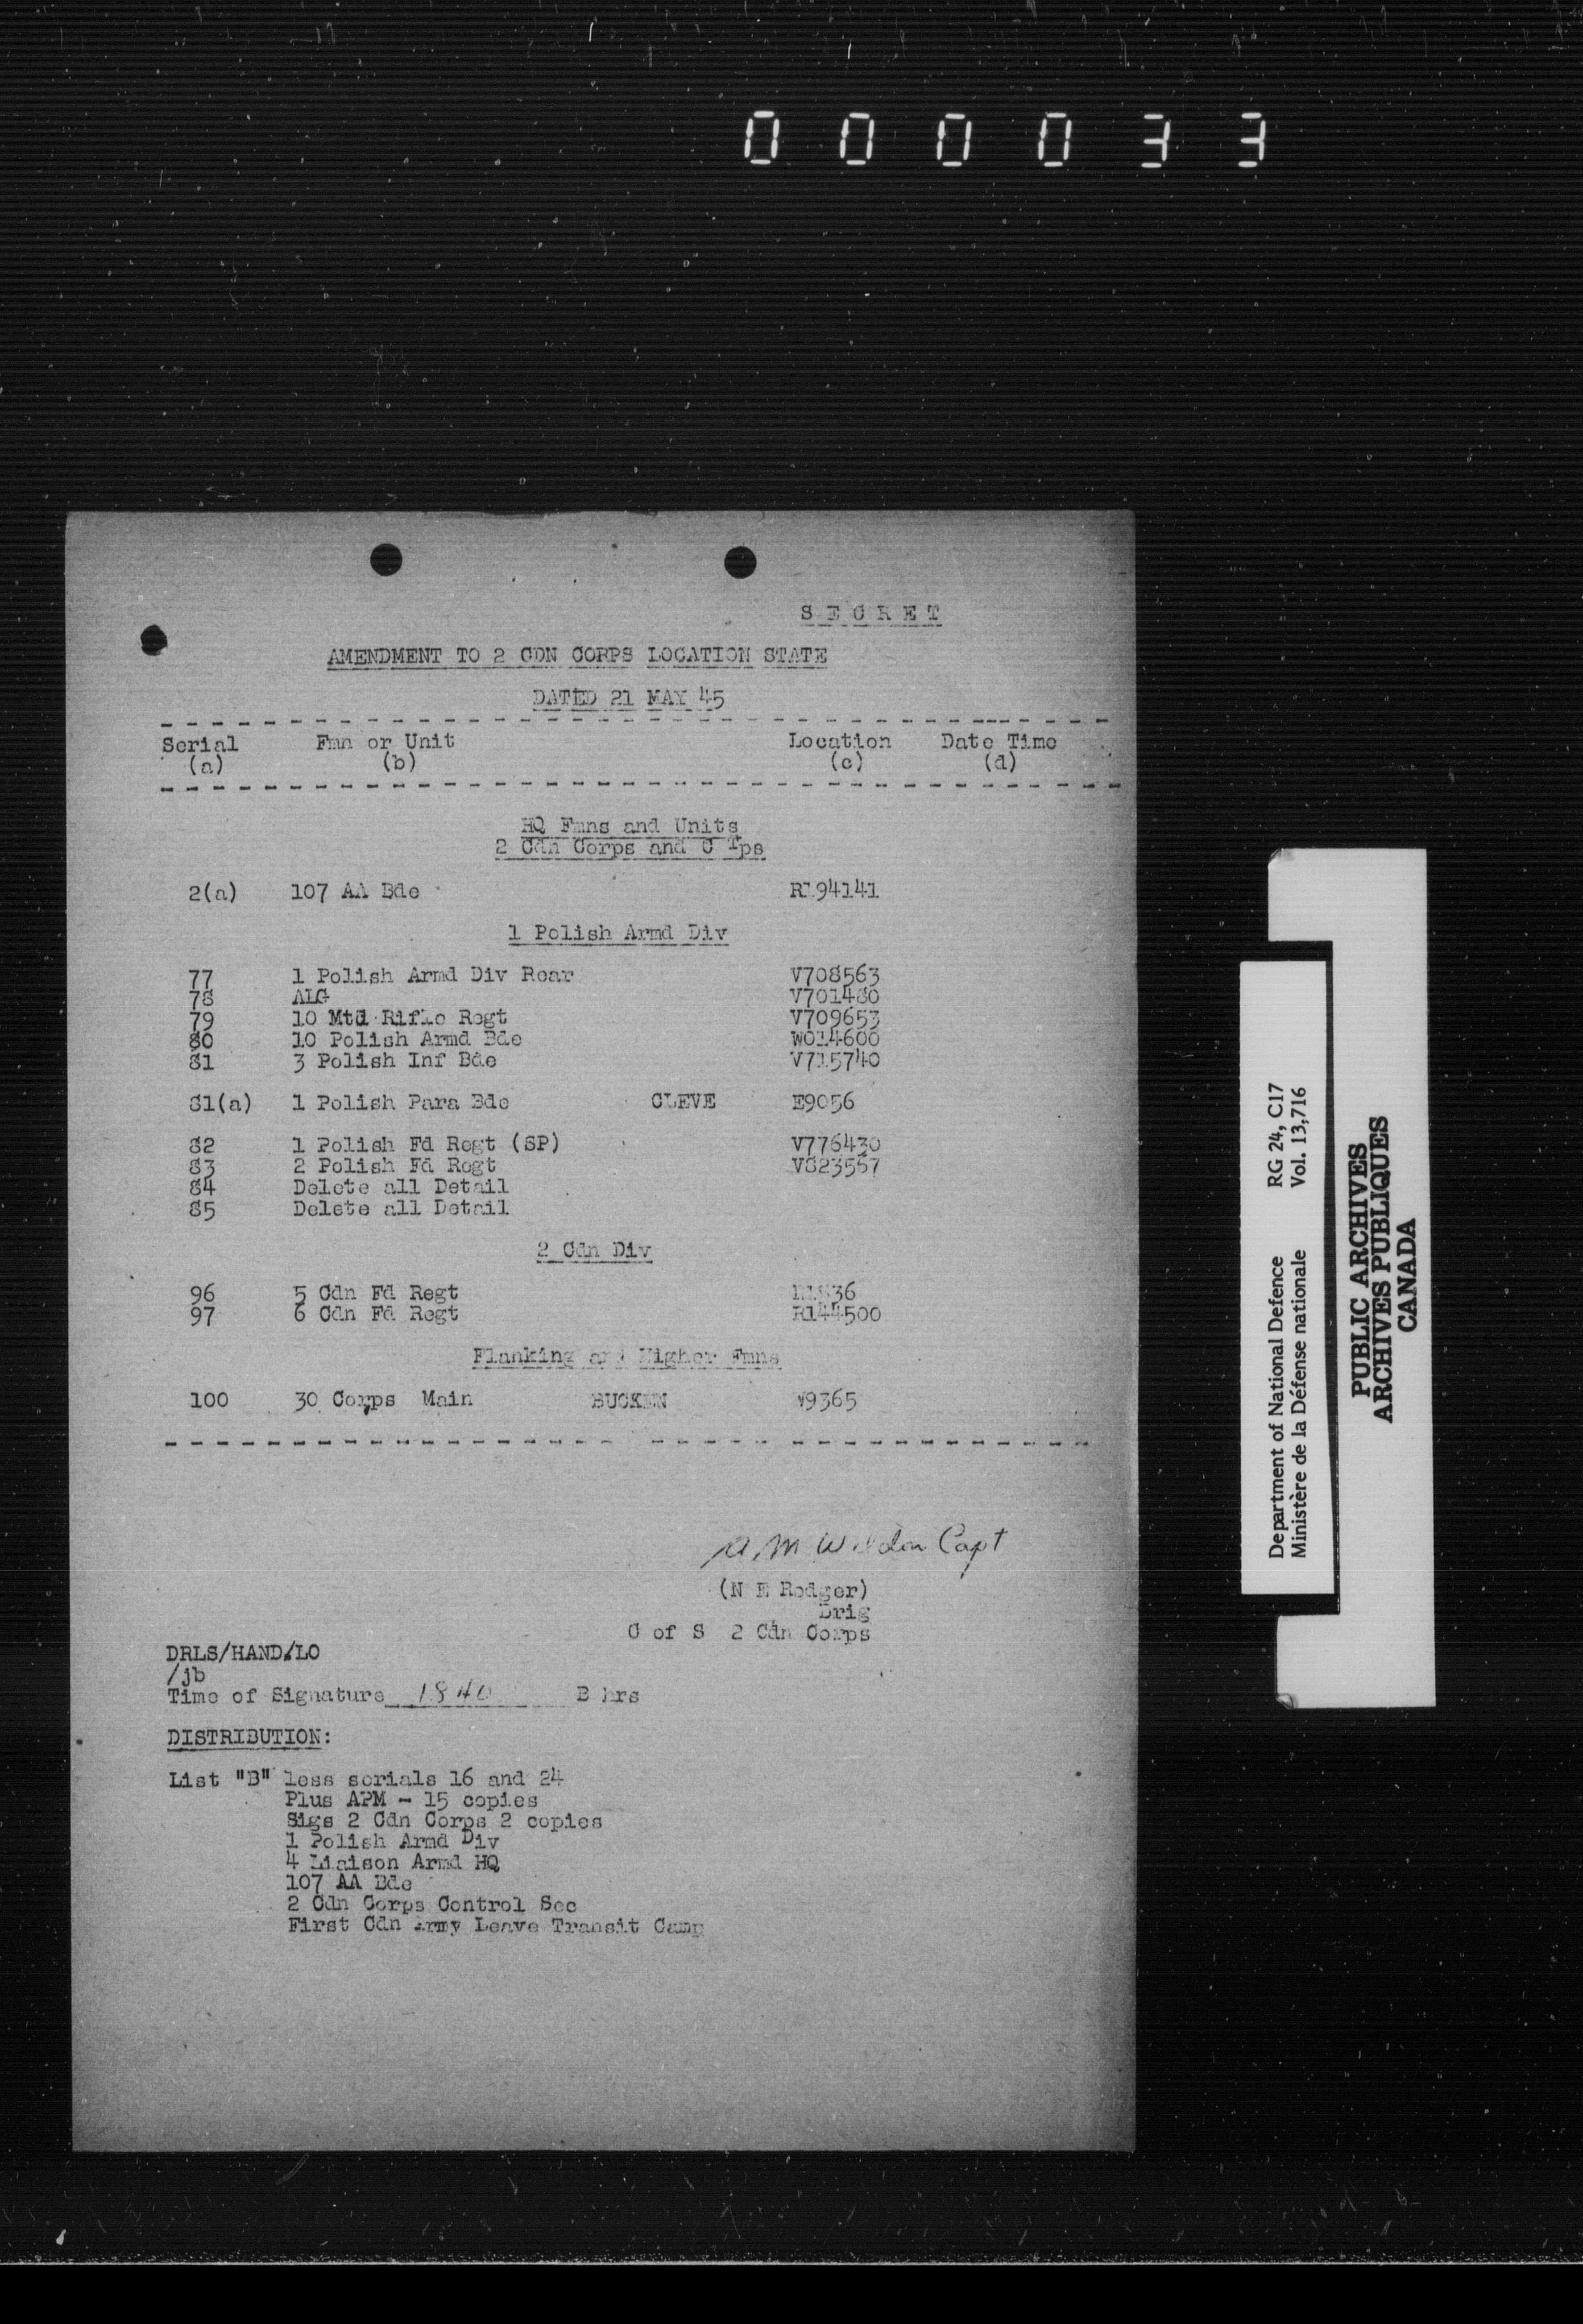 000033
SECRET
AMENDMENT TO 2 CDN CORPS LOCATION STATE
DATED 21 MAY 45
Serial Fmn or Unit Location Date Time
(a) (b) (c) (d)
HQ Fmns and Units
2 Cdn Corps and C Tps
2(a) 107 AA Bde
1 Polish Armd Div
77 1 Polish Armd Div Rear V708563
78 ALG V701480
79 10 Mtd Rifle Regt V709653
80 10 Polish Armd Bde W014600
81 3 Polish Inf Bde V715740
81(a) 1 Polish Para Bde CLEVE E9056
82 1 Polish Fd Regt (SP) V776430
83 2 Polish Fd Regt V823567
84 Delete all Detail
85 Delete all Detail
2 Cdn Div
96 5 Cdn Fd Regt
97 6 Cdn Fd Regt R144500
Flanking and Higher Fmns
100 30 Corps Main W9365
A M Capt
(N E Rodger)
Brig
C of S 2 Cdn Corps
DRLS/HAND/LO
/jb
Time of Signature 1840 B hrs
DISTRIBUTION:
List "B" less serials 16 and 24
Plus APM - 15 copies
Sigs 2 Cdn Corps 2 copies
1 Polish Armd Div
4 Liaison Armd HQ
107 AA Bde
2 Cdn Corps Control Sec
First Cdn Army Leave Transit Camp
Department of National Defence RG 24, C17
Ministère de la Défense nationale Vol. 13,716
PUBLIC ARCHIVES
ARCHIVES PUBLIQUES
CANADA